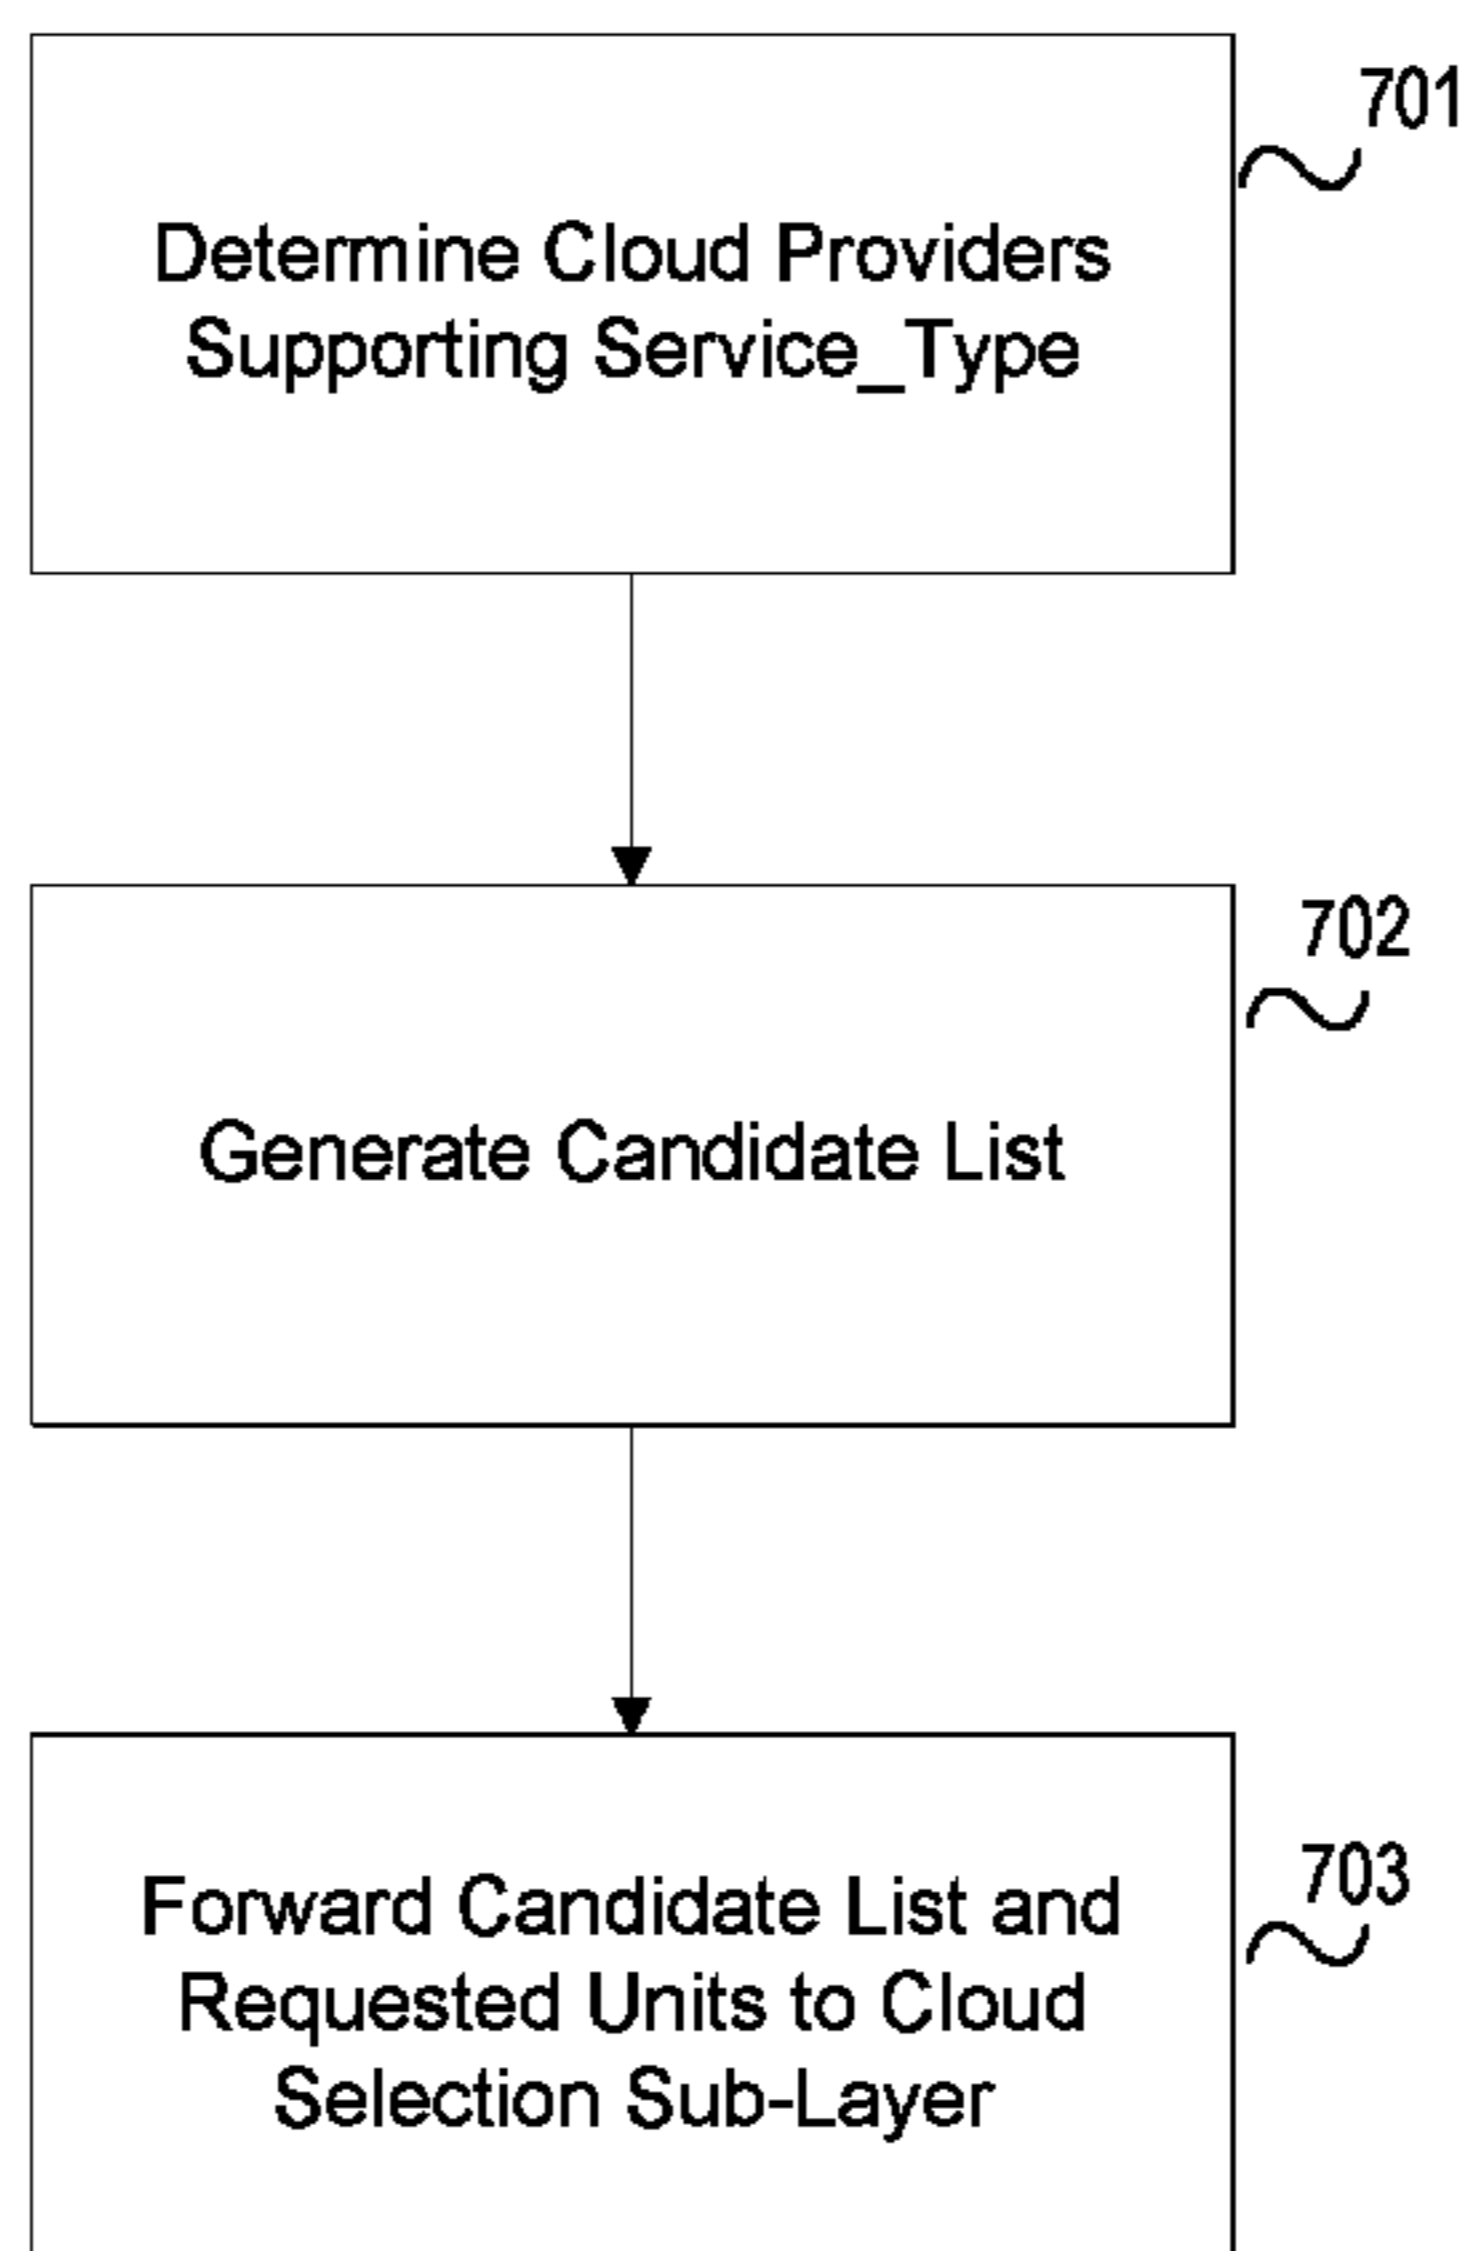 701
Determine Cloud Providers
Supporting Service_Type
702
Generate Candidate List
703
Forward Candidate List and
Requested Units to Cloud
Selection Sub-Layer